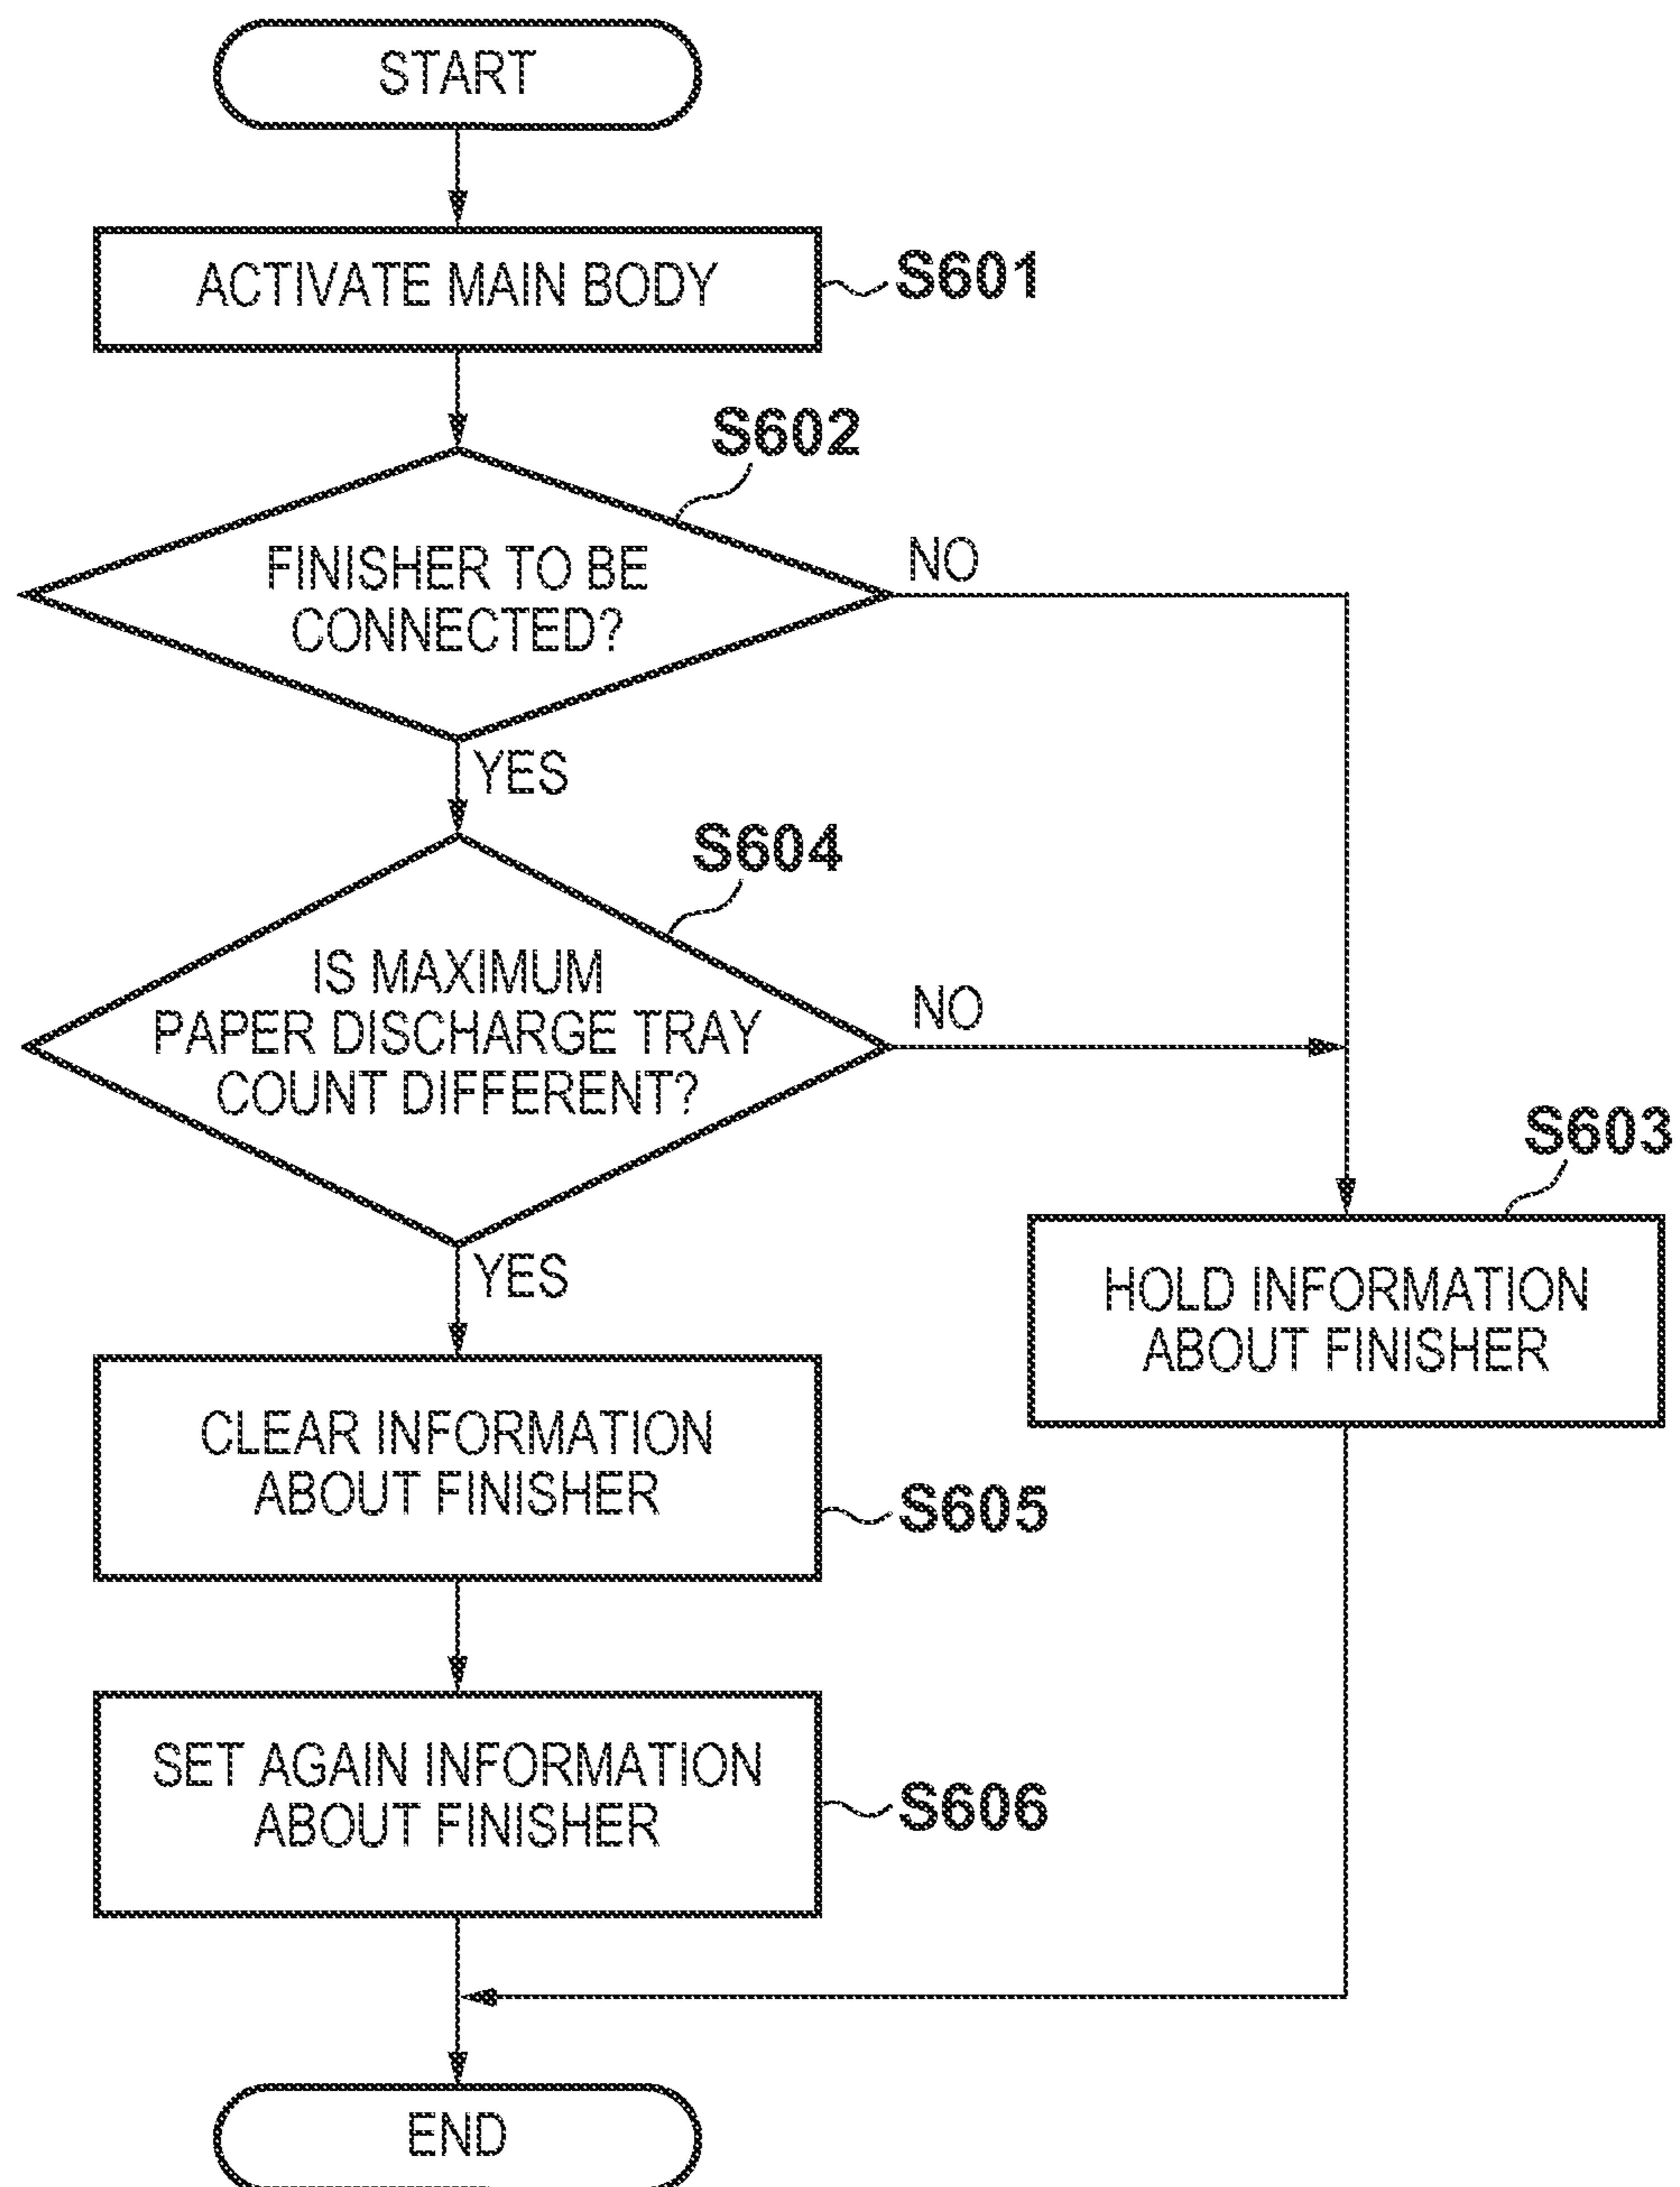 START
ACTIVATE MAIN BODY
S601
S602
FINISHER TO BE
CONNECTED?
NO
YES
S604
IS MAXIMUM
PAPER DISCHARGE TRAY
COUNT DIFFERENT?
NO
YES
S603
HOLD INFORMATION
ABOUT FINISHER
CLEAR INFORMATION
ABOUT FINISHER
S605
SET AGAIN INFORMATION
ABOUT FINISHER
S606
END